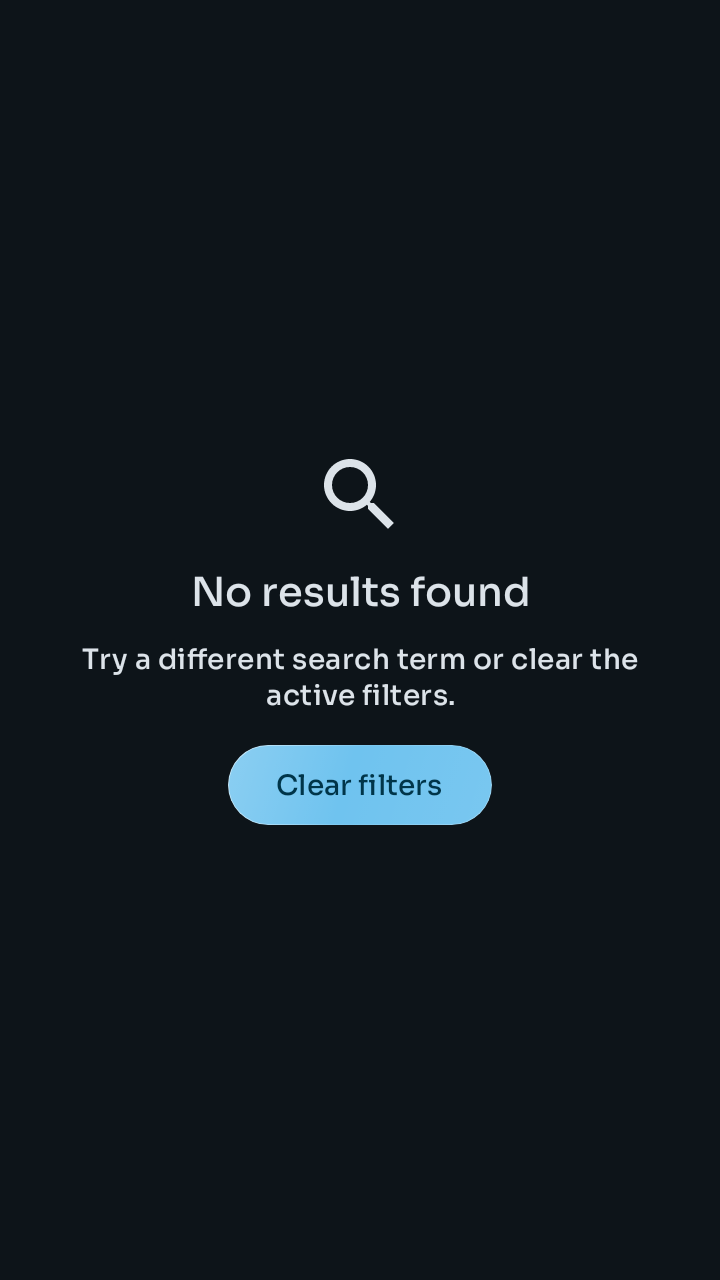 No results found
Try a different search term or clear the
active filters.
Clear filters